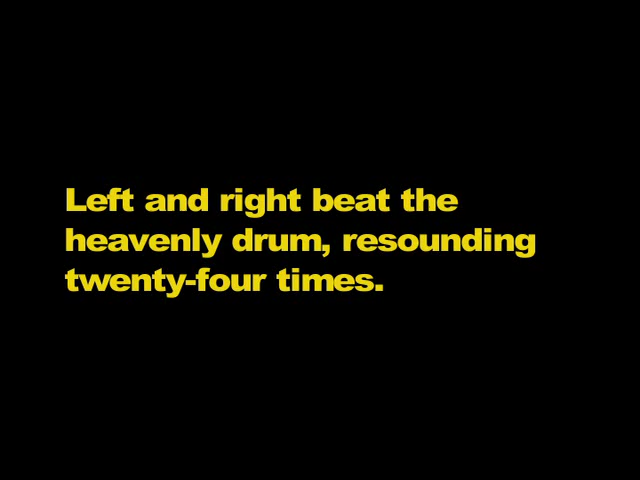 Left and right beat the
heavenly drum, resounding
twenty-four times.